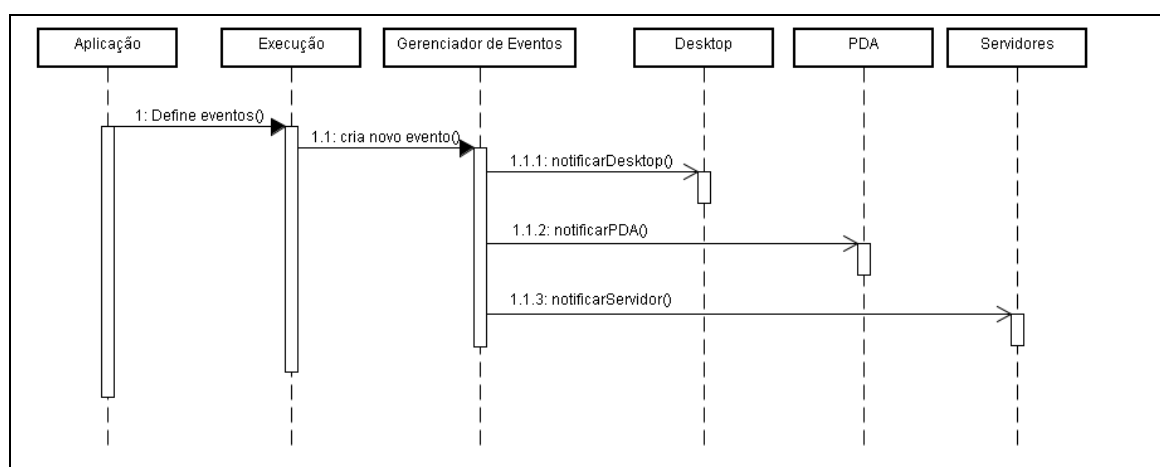 Aplicação
Execução
Gerenciador de Eventos
Desktop
PDA
Servidores
1: Define eventos()
1.1: cria novo evento()
1.1.1: notificarDesktop()
1.1.2: notificarPDA()
1.1.3: notificarServidor()